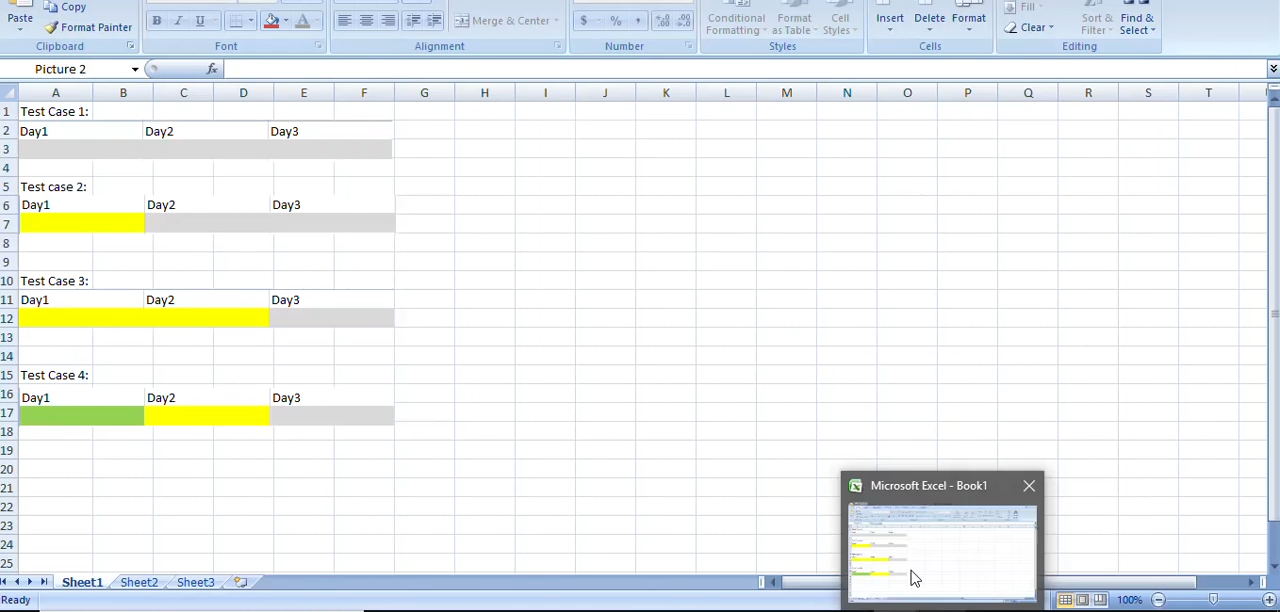 Paste
Copy
Format Painter
Clipboard
B I U
A
Font
Merge & Center
Alignment
$ % ,
Number
Conditional Formatting
Format as Table
Cell Styles
Styles
Insert
Delete
Format
Cells
Fill
Clear
Sort & Filter
Find & Select
Editing
Picture 2
fx
A B C D E F G H I J K L M N O P Q R S T
1 Test Case 1:
2 Day1 Day2 Day3
3
4
5 Test case 2:
6 Day1 Day2 Day3
7
8
9
10 Test Case 3:
11 Day1 Day2 Day3
12
13
14
15 Test Case 4:
16 Day1 Day2 Day3
17
18
19
20
21
22
23
24
25
Microsoft Excel - Book1
Sheet1 Sheet2 Sheet3
Ready
100%